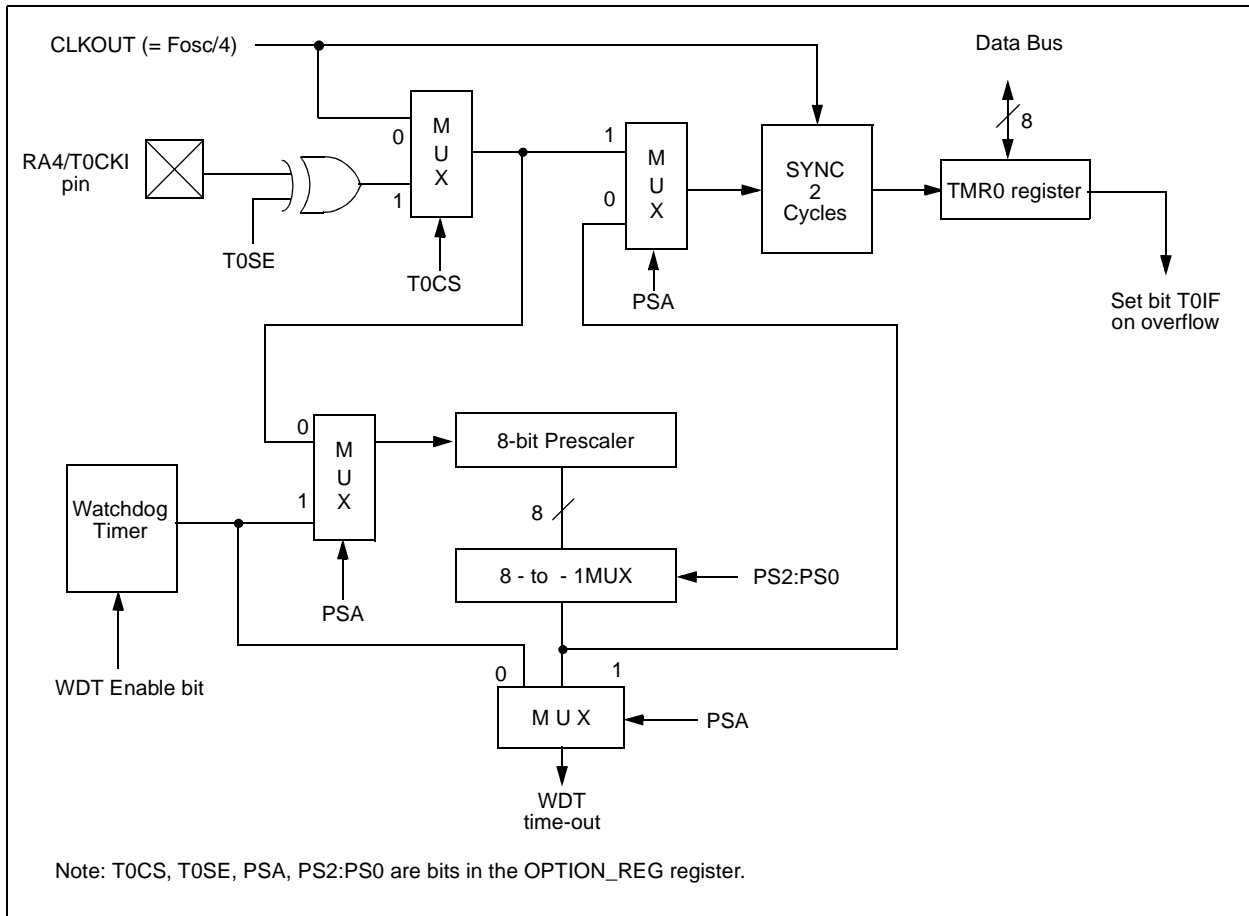 CLKOUT (= Fosc/4)
Data Bus
8
RA4/T0CKI
pin
T0SE
0
1
M
U
X
T0CS
1
0
M
U
X
PSA
SYNC
2
Cycles
TMR0 register
Set bit T0IF
on overflow
Watchdog
Timer
WDT Enable bit
0
1
M
U
X
PSA
8-bit Prescaler
8
8 - to - 1MUX
PS2:PS0
0
1
M U X
PSA
WDT
time-out
Note: T0CS, T0SE, PSA, PS2:PS0 are bits in the OPTION_REG register.